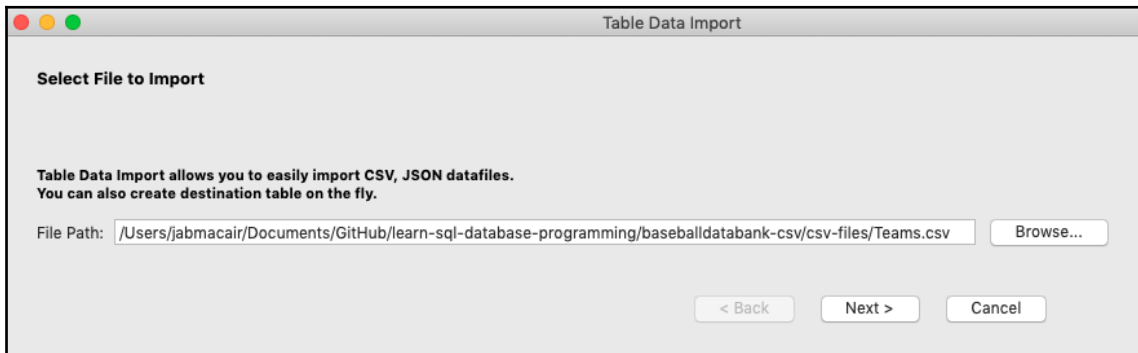 Table Data Import
Select File to Import
Table Data Import allows you to easily import CSV, JSON datafiles.
You can also create destination table on the fly.
File Path: /Users/jabmacair/Documents/GitHub/learn-sql-database-programming/baseballdatabank-csv/csv-files/Teams.csv Browse...
< Back Next > Cancel